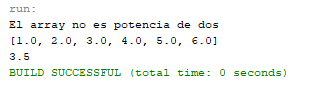 run:
El array no es potencia de dos
[1.0, 2.0, 3.0, 4.0, 5.0, 6.0]
3.5
BUILD SUCCESSFUL (total time: 0 seconds)